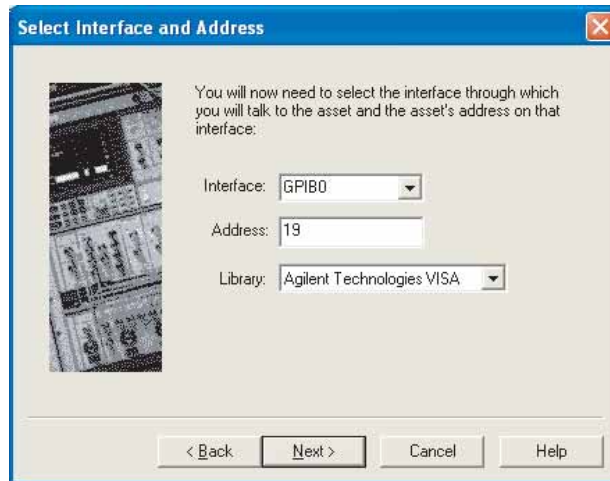 Select Interface and Address
You will now need to select the interface through which
you will talk to the asset and the asset's address on that
interface:
Interface: GPIB0
Address: 19
Library: Agilent Technologies VISA
< Back Next > Cancel Help